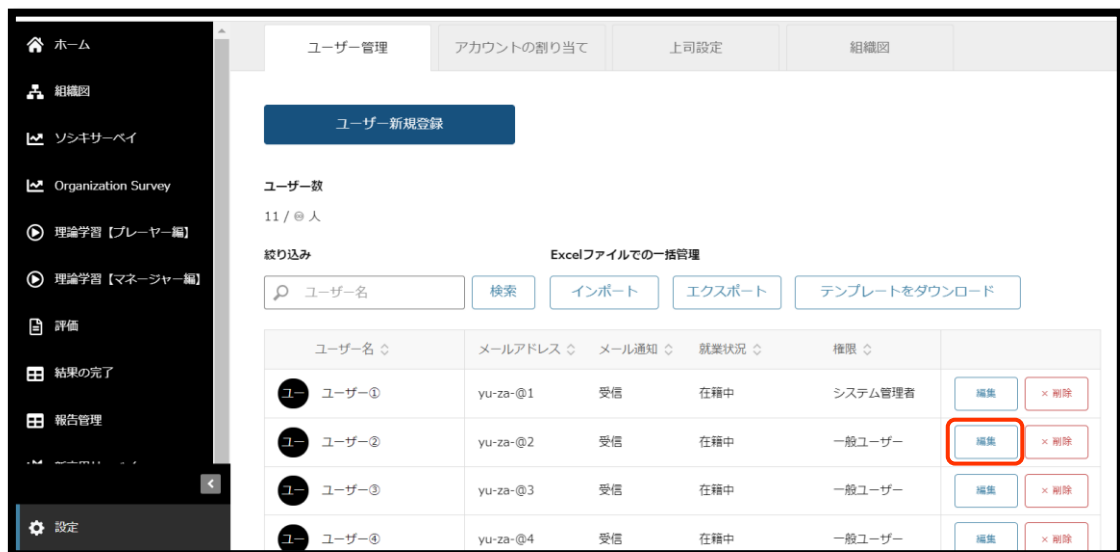 ホーム
組織図
ソシキサーベイ
Organization Survey
理論学習【プレーヤー編】
理論学習【マネージャー編】
評価
結果の完了
報告管理
設定
ユーザー管理 アカウントの割り当て 上司設定 組織図
ユーザー新規登録
ユーザー数
11 / ♾ 人
絞り込み Excelファイルでの一括管理
ユーザー名 検索 インポート エクスポート テンプレートをダウンロード
ユーザー名 メールアドレス メール通知 就業状況 権限
ユー ユーザー① yu-za-@1 受信 在籍中 システム管理者 編集 × 削除
ユー ユーザー② yu-za-@2 受信 在籍中 一般ユーザー 編集 × 削除
ユー ユーザー③ yu-za-@3 受信 在籍中 一般ユーザー 編集 × 削除
ユー ユーザー④ yu-za-@4 受信 在籍中 一般ユーザー 編集 × 削除